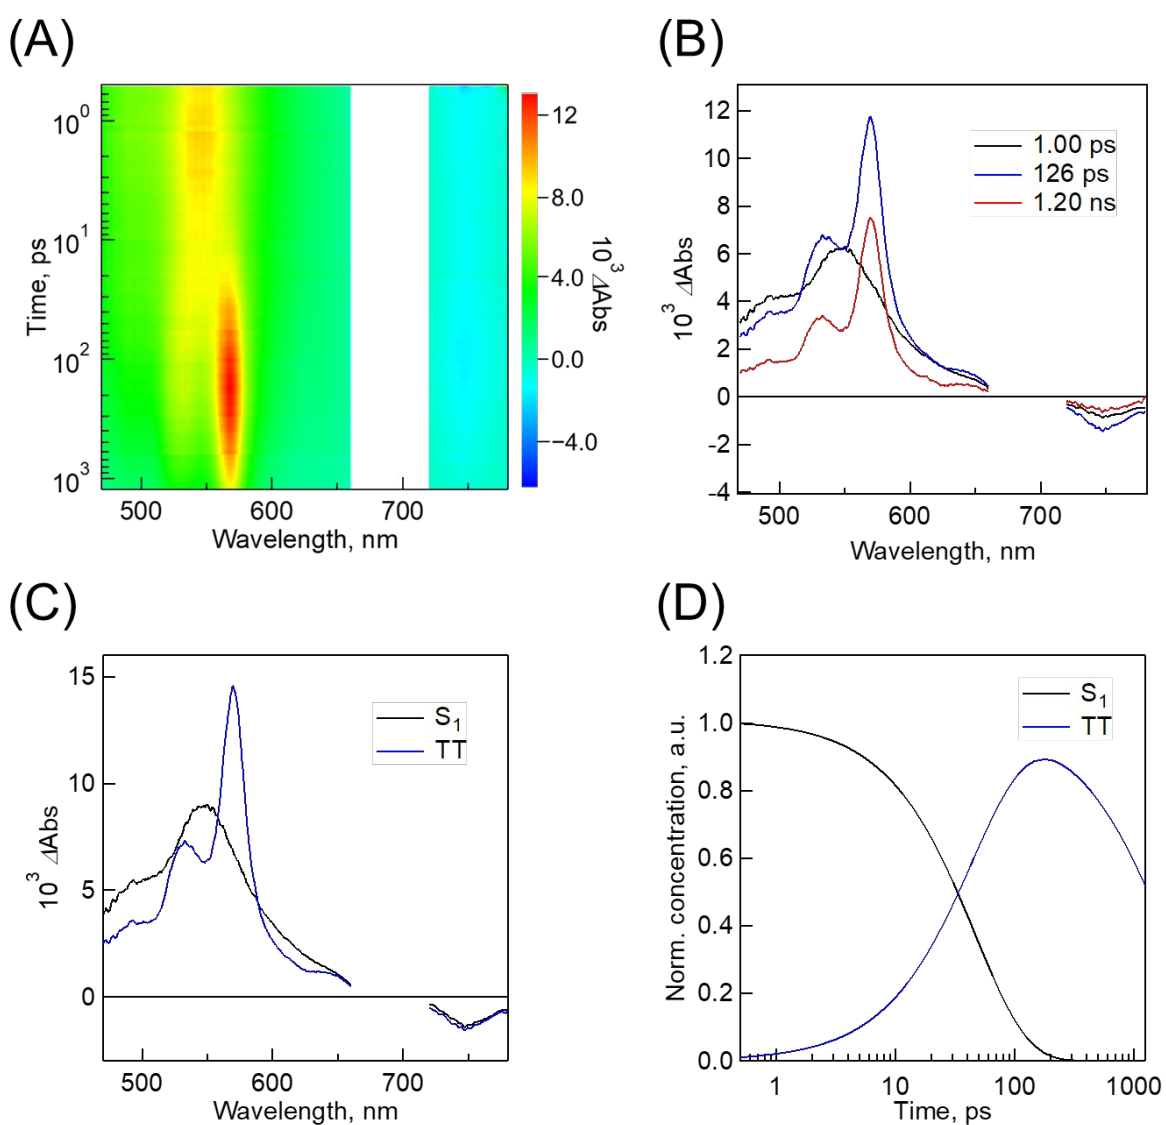 (A)
10⁰
10¹
10²
10³
Time, ps
500
600
700
Wavelength, nm
12
8.0
4.0
0.0
−4.0
10³ ΔAbs
(B)
12
10
8
6
4
2
0
-2
-4
10³ ΔAbs
1.00 ps
126 ps
1.20 ns
500
600
700
Wavelength, nm
(C)
15
10
5
0
10³ ΔAbs
S₁
TT
500
600
700
Wavelength, nm
(D)
1.2
1.0
0.8
0.6
0.4
0.2
0.0
Norm. concentration, a.u.
S₁
TT
1
10
100
1000
Time, ps